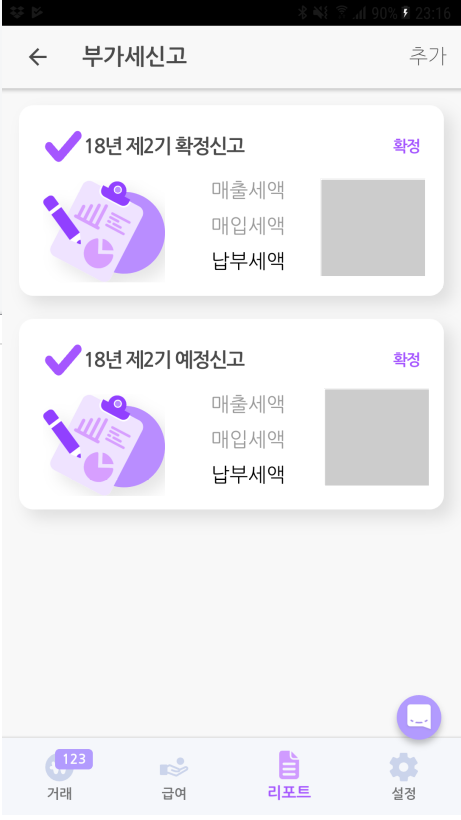 90% 23:16
부가세신고 추가
18년 제2기 확정신고 확정
매출세액
매입세액
납부세액
18년 제2기 예정신고 확정
매출세액
매입세액
납부세액
123
거래 급여 리포트 설정